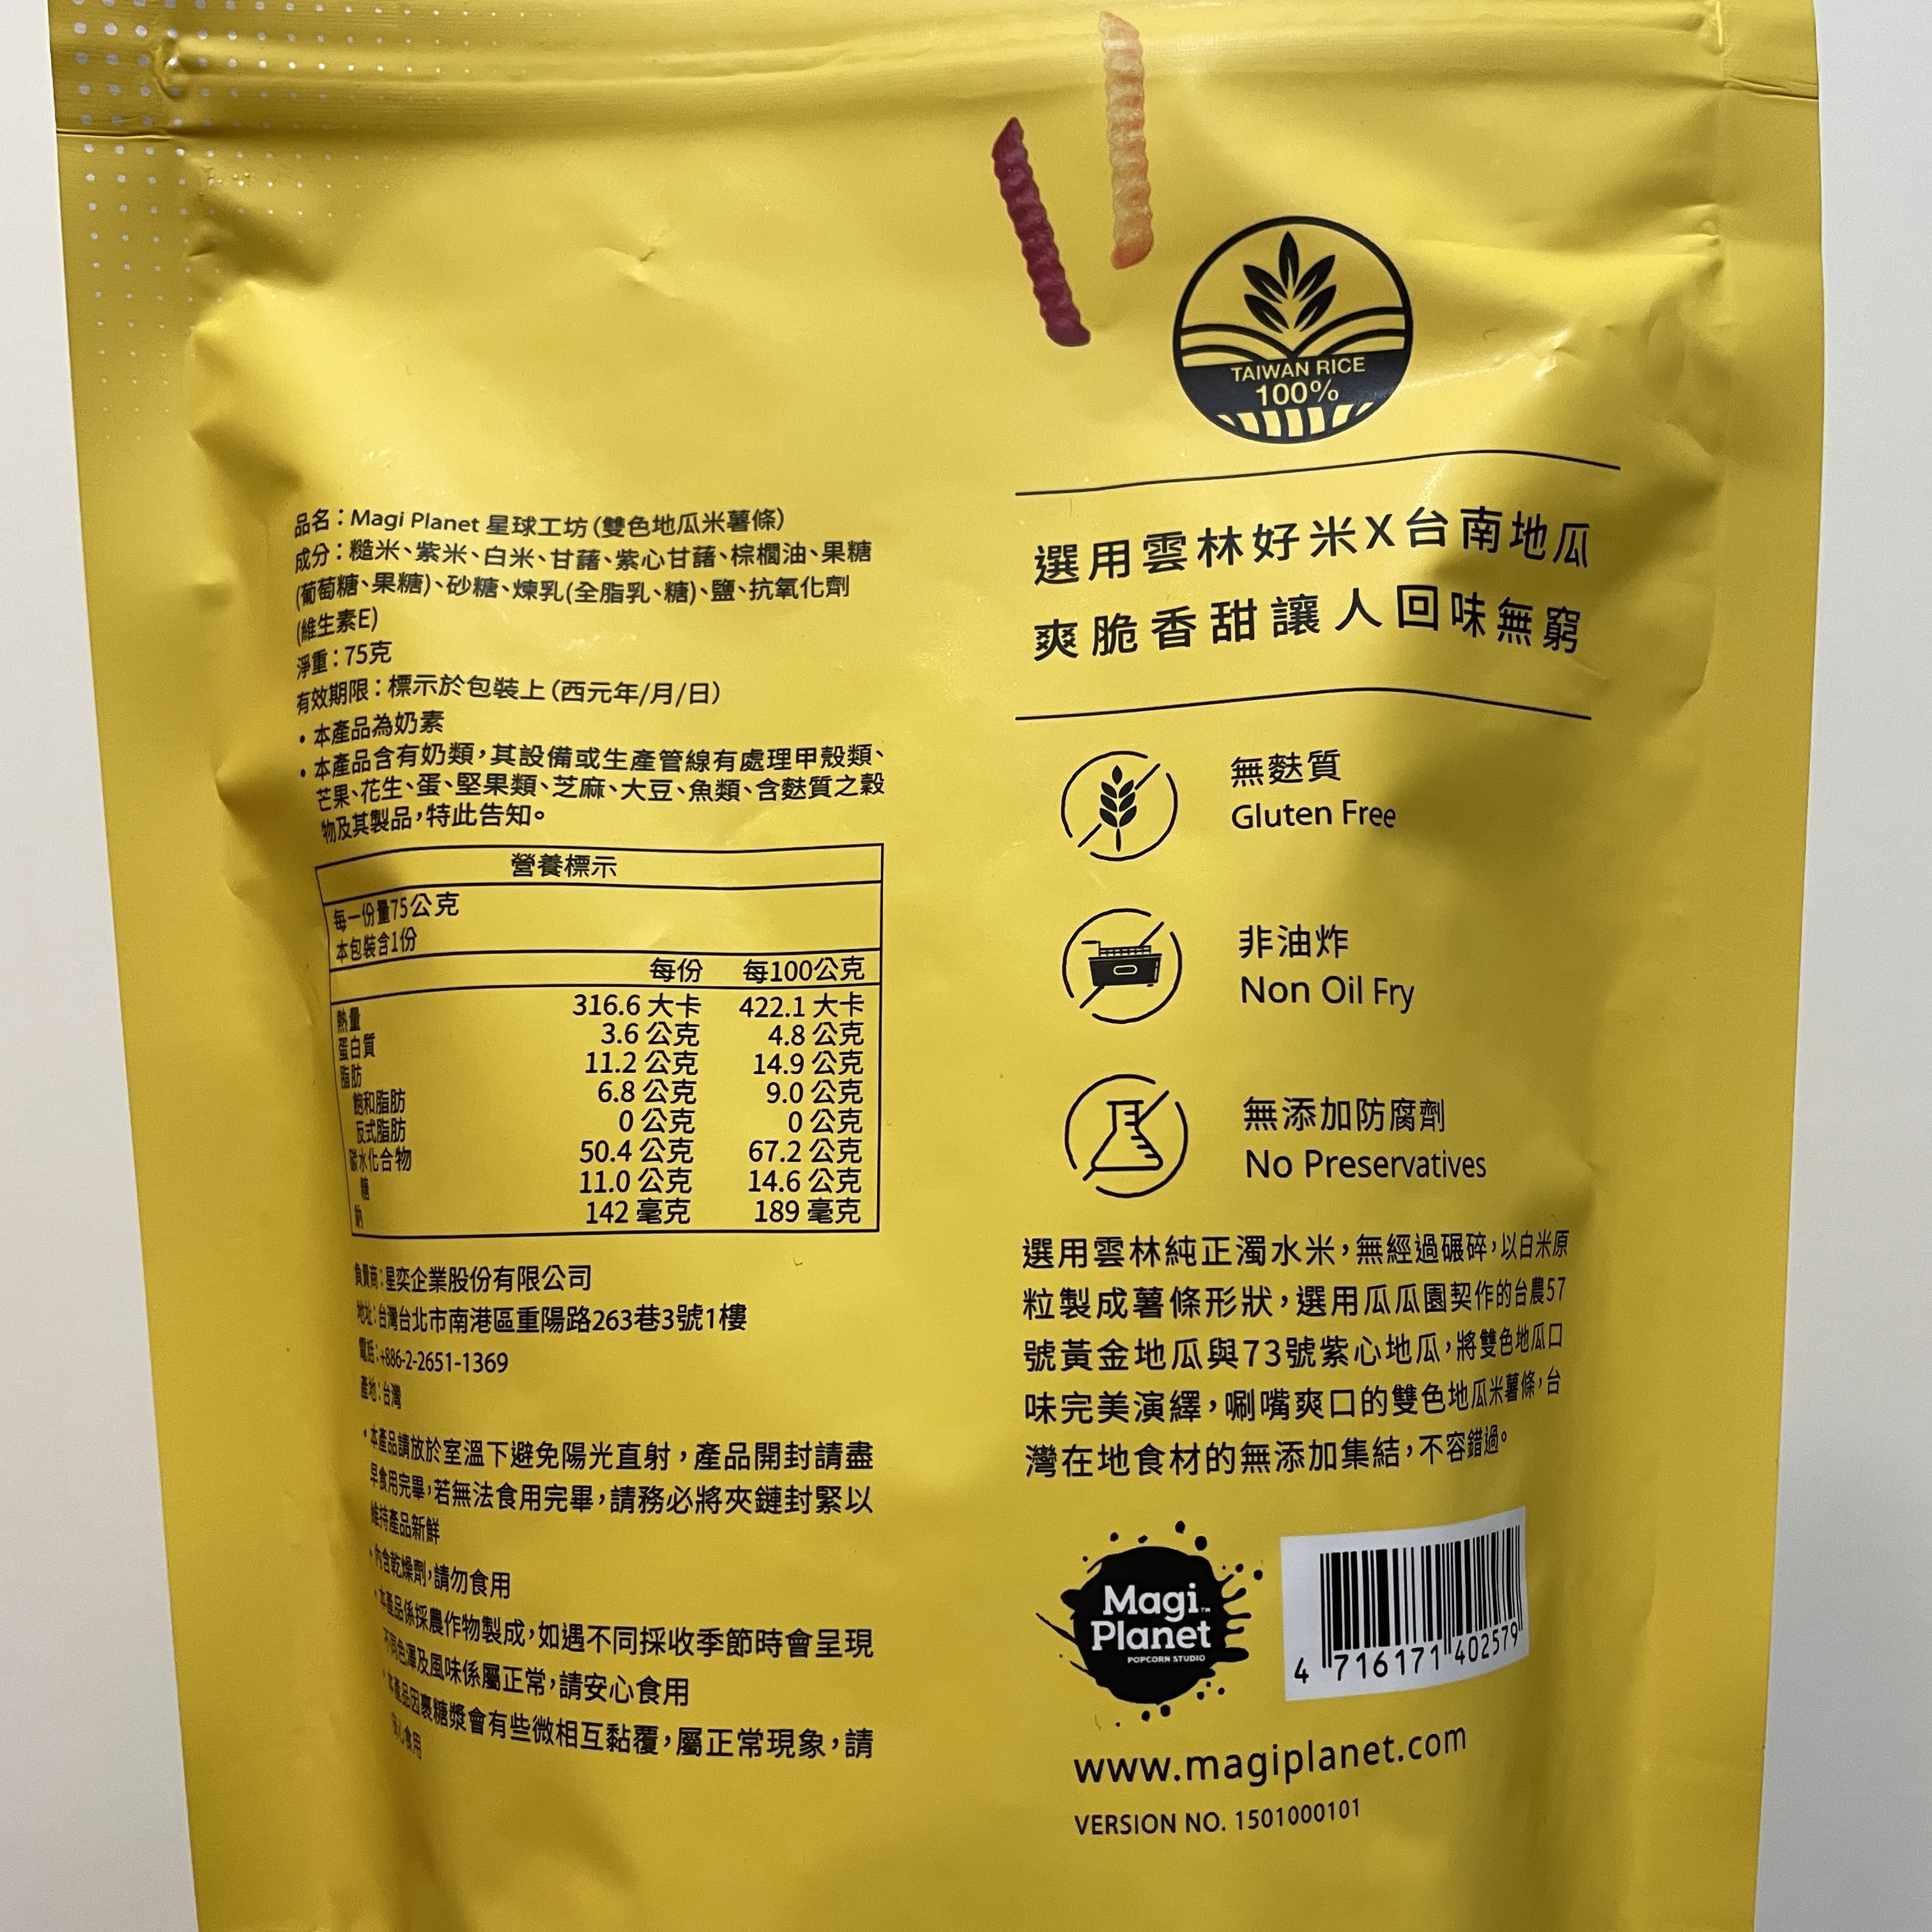 品名：Magi Planet 星球工坊（雙色地瓜米薯條）
成分：糙米、紫米、白米、甘藷、紫心甘藷、棕櫚油、果糖
(葡萄糖、果糖)、砂糖、煉乳(全脂乳、糖)、鹽、抗氧化劑
(維生素E)
淨重：75克
有效期限：標示於包裝上（西元年/月/日）
・本產品為奶素
・本產品含有奶類，其設備或生產管線有處理甲殼類、
芒果、花生、蛋、堅果類、芝麻、大豆、魚類、含麩質之穀
物及其製品，特此告知。
營養標示
每一份量75公克
本包裝含1份
每份 每100公克
熱量 316.6 大卡 422.1 大卡
蛋白質 3.6 公克 4.8 公克
脂肪 11.2 公克 14.9 公克
飽和脂肪 6.8 公克 9.0 公克
反式脂肪 0 公克 0 公克
碳水化合物 50.4 公克 67.2 公克
糖 11.0 公克 14.6 公克
鈉 142 毫克 189 毫克
負責商：星奕企業股份有限公司
地址：台灣台北市南港區重陽路263巷3號1樓
電話：+886-2-2651-1369
產地：台灣
・本產品請放於室溫下避免陽光直射，產品開封請盡
早食用完畢，若無法食用完畢，請務必將夾鏈封緊以
維持產品新鮮
・內含乾燥劑，請勿食用
・本產品係採農作物製成，如遇不同採收季節時會呈現
不同色澤及風味係屬正常，請安心食用
・本產品因裹糖漿會有些微相互黏覆，屬正常現象，請
安心食用
TAIWAN RICE
100%
選用雲林好米X台南地瓜
爽脆香甜讓人回味無窮
無麩質
Gluten Free
非油炸
Non Oil Fry
無添加防腐劑
No Preservatives
選用雲林純正濁水米，無經過碾碎，以白米原
粒製成薯條形狀，選用瓜瓜園契作的台農57
號黃金地瓜與73號紫心地瓜，將雙色地瓜口
味完美演繹，唰嘴爽口的雙色地瓜米薯條，台
灣在地食材的無添加集結，不容錯過。
Magi™
Planet
POPCORN STUDIO
4 716171 402579
www.magiplanet.com
VERSION NO. 1501000101